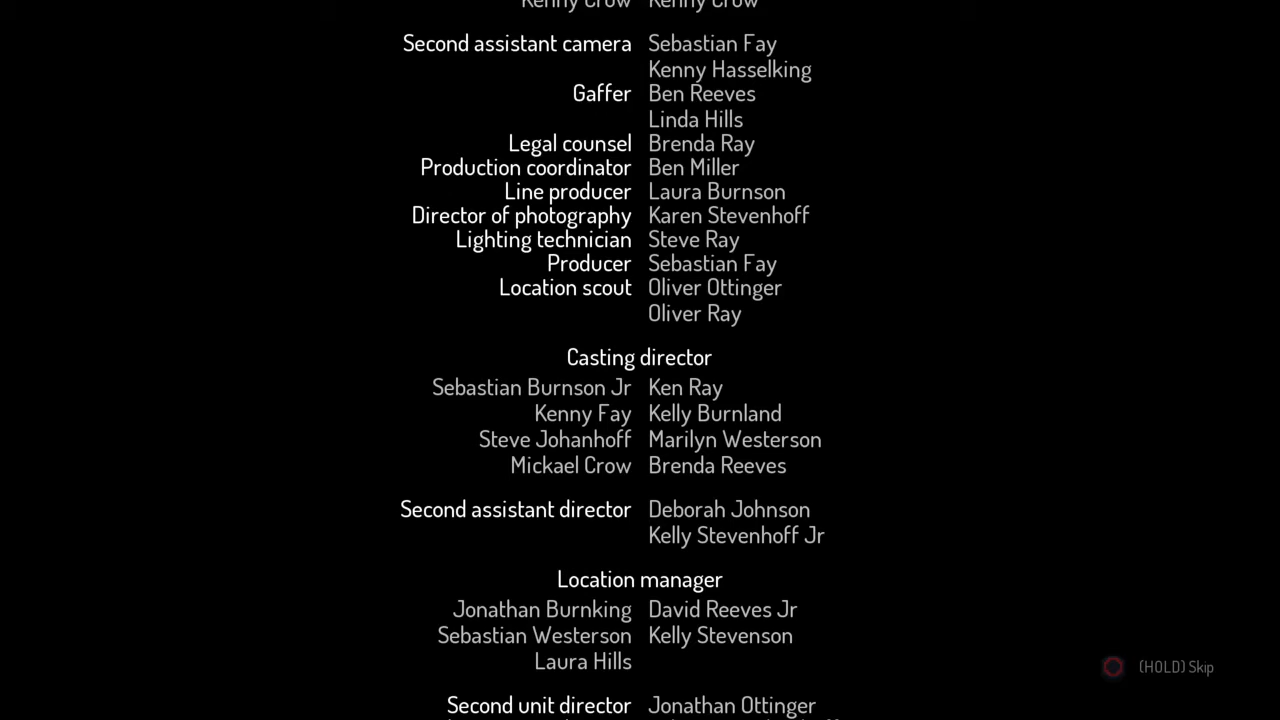 Kenny Crow Kenny Crow
Second assistant camera Sebastian Fay
Kenny Hasselking
Gaffer Ben Reeves
Linda Hills
Legal counsel Brenda Ray
Production coordinator Ben Miller
Line producer Laura Burnson
Director of photography Karen Stevenhoff
Lighting technician Steve Ray
Producer Sebastian Fay
Location scout Oliver Ottinger
Oliver Ray
Casting director
Sebastian Burnson Jr Ken Ray
Kenny Fay Kelly Burnland
Steve Johanhoff Marilyn Westerson
Mickael Crow Brenda Reeves
Second assistant director Deborah Johnson
Kelly Stevenhoff Jr
Location manager
Jonathan Burnking David Reeves Jr
Sebastian Westerson Kelly Stevenson
Laura Hills
(HOLD) Skip
Second unit director Jonathan Ottinger